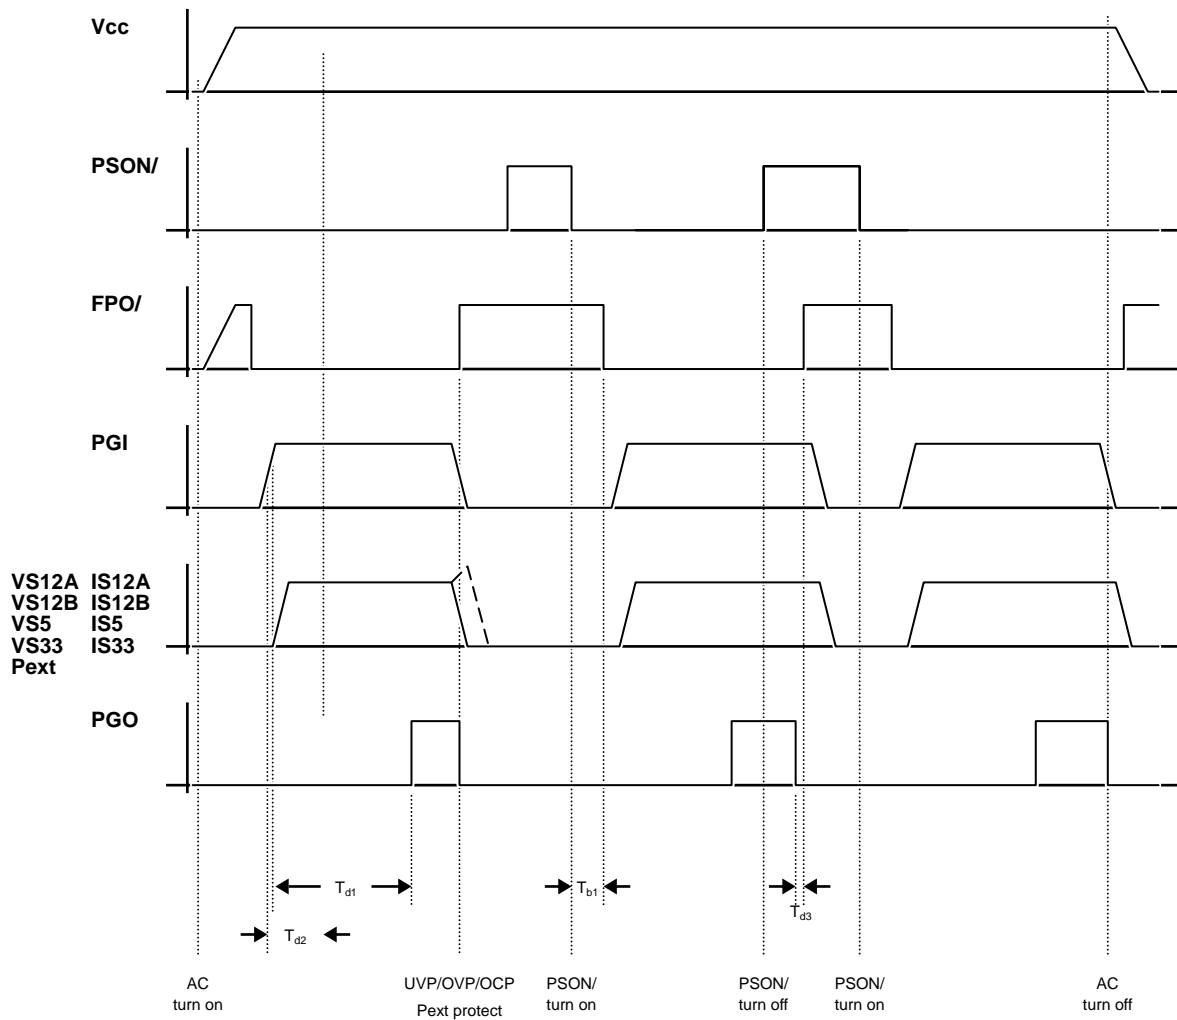 Vcc
PSON/
FPO/
PGI
VS12A IS12A
VS12B IS12B
VS5 IS5
VS33 IS33
Pext
PGO
Td1
Tb1
Td3
Td2
AC
turn on
UVP/OVP/OCP
Pext protect
PSON/
turn on
PSON/
turn off
PSON/
turn on
AC
turn off